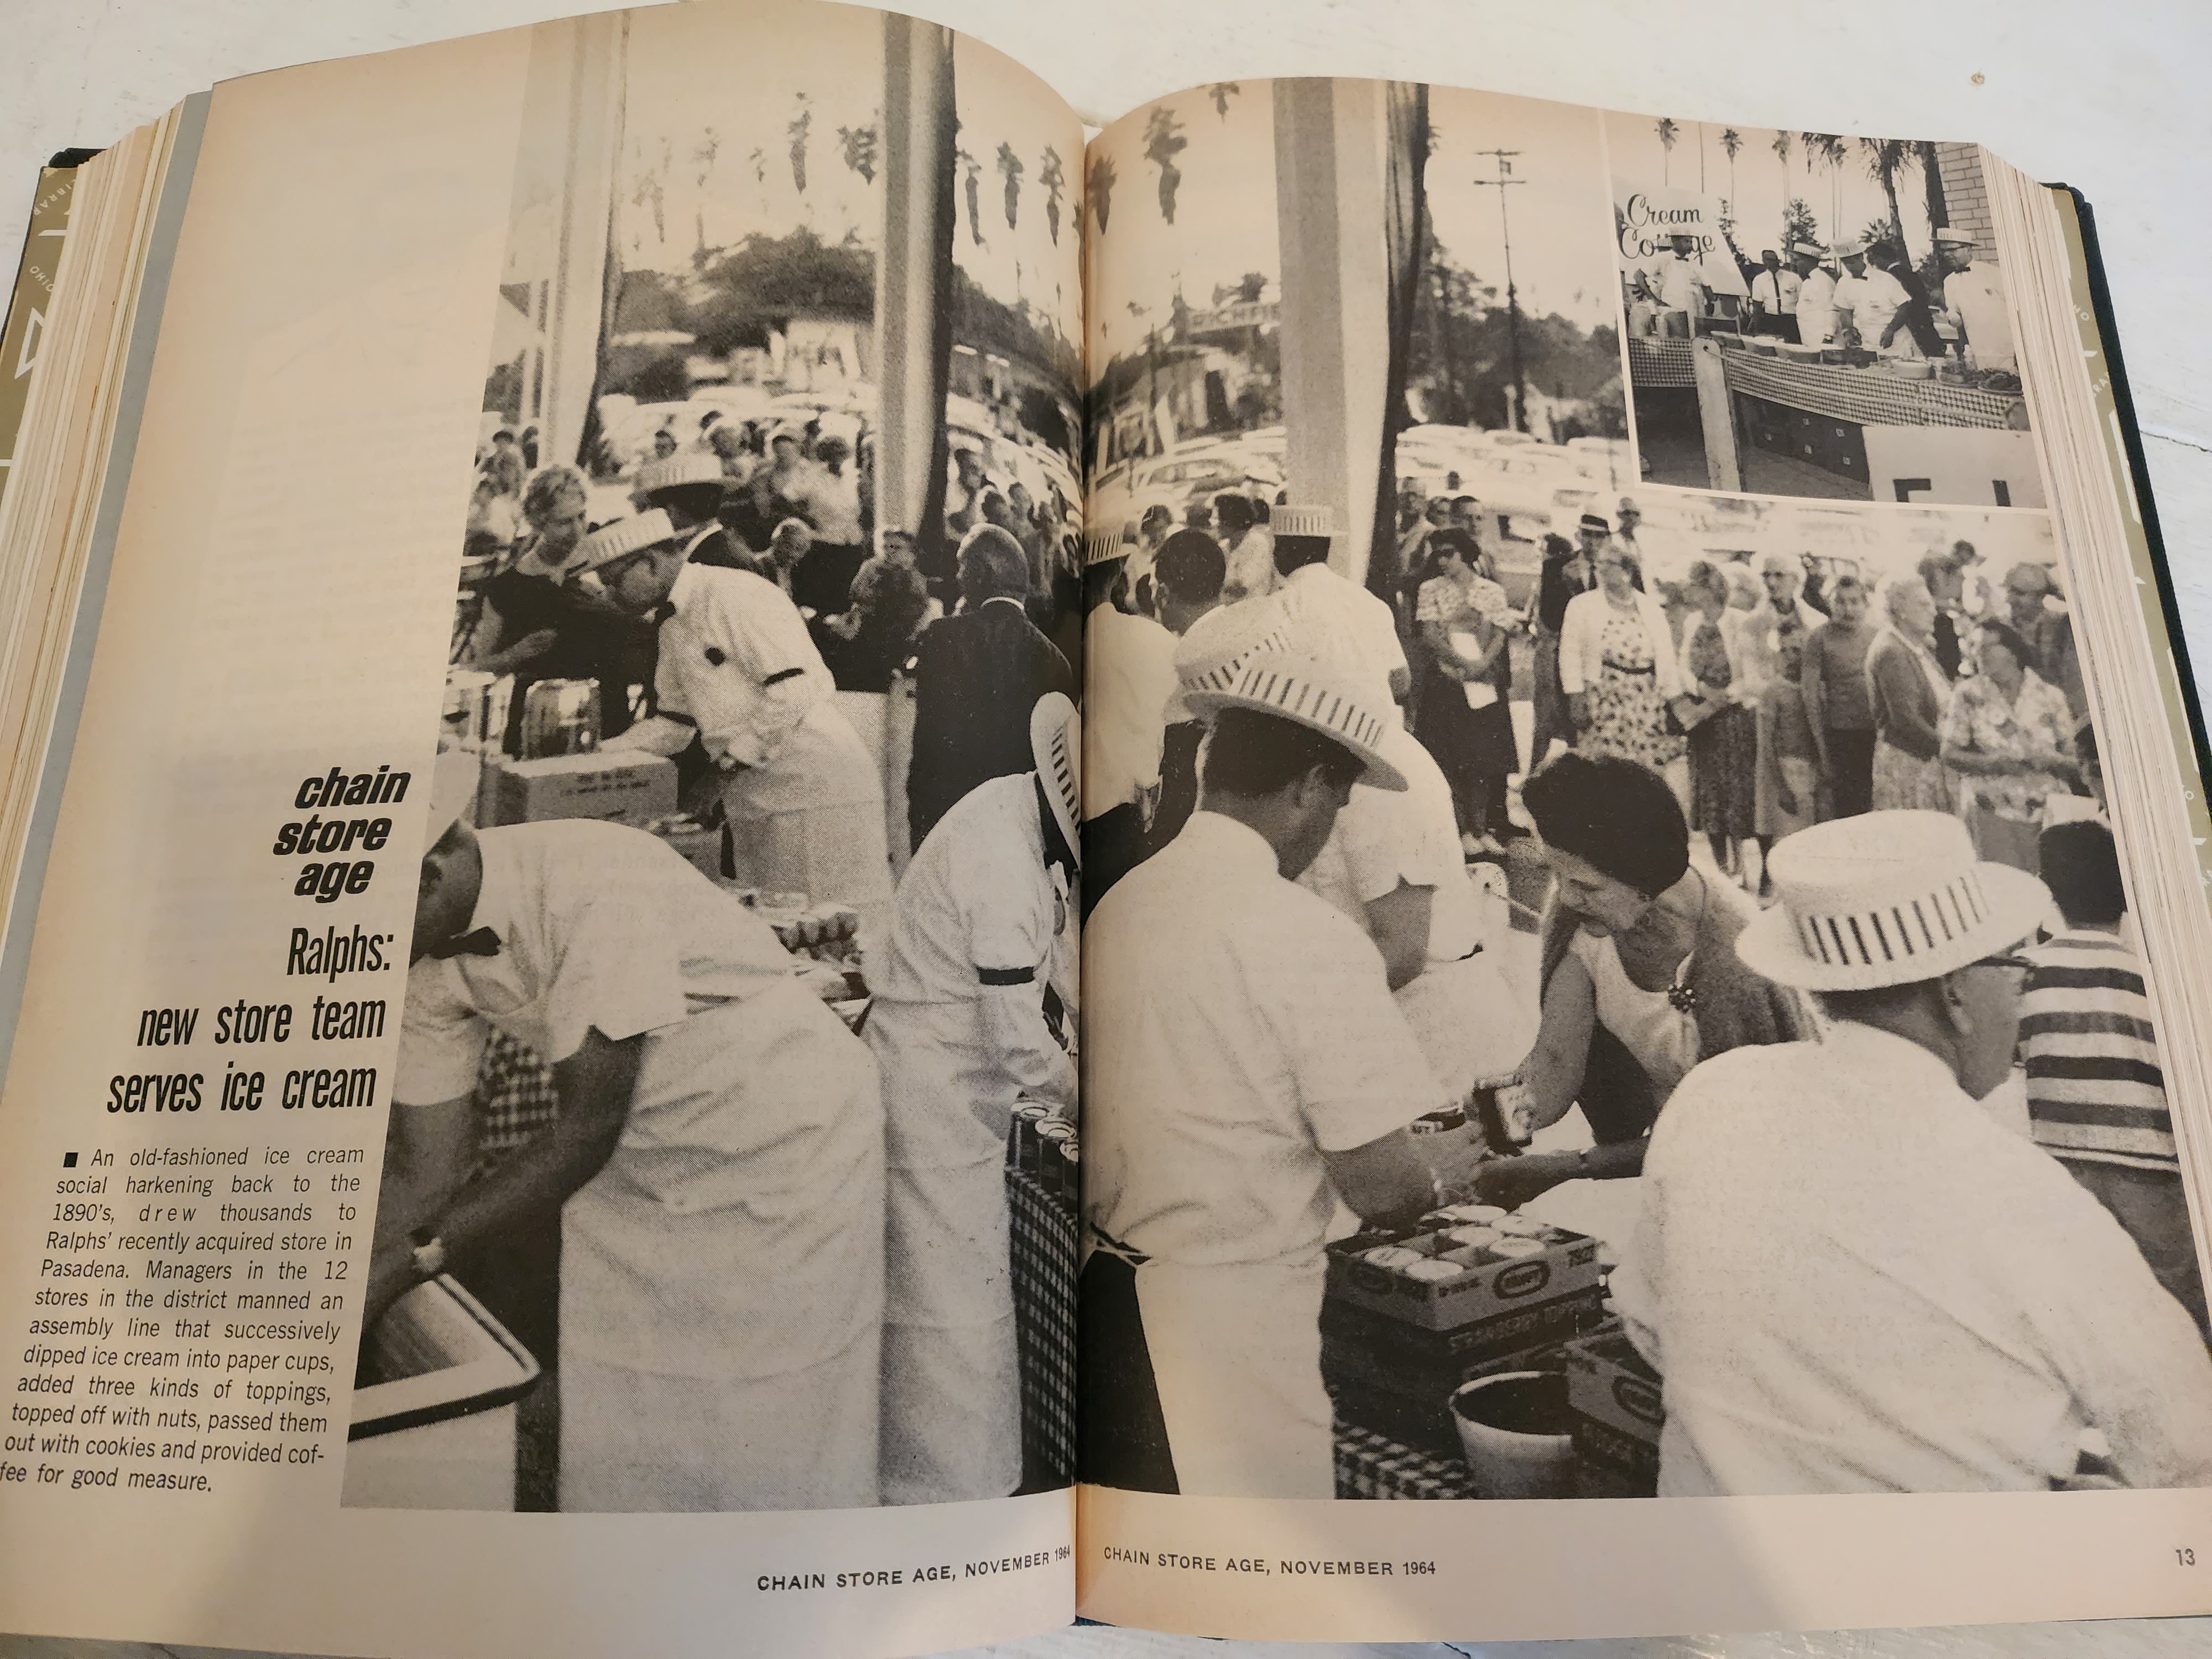 chain
store
age
Ralphs:
new store team
serves ice cream
■ An old-fashioned ice cream
social harkening back to the
1890's, drew thousands to
Ralphs' recently acquired store in
Pasadena. Managers in the 12
stores in the district manned an
assembly line that successively
dipped ice cream into paper cups,
added three kinds of toppings,
topped off with nuts, passed them
out with cookies and provided cof-
fee for good measure.
CHAIN STORE AGE, NOVEMBER 1964
RICHFIE
Cream
KRAFT
STRAWBERRY
CHAIN STORE AGE, NOVEMBER 1964
13
OHIO